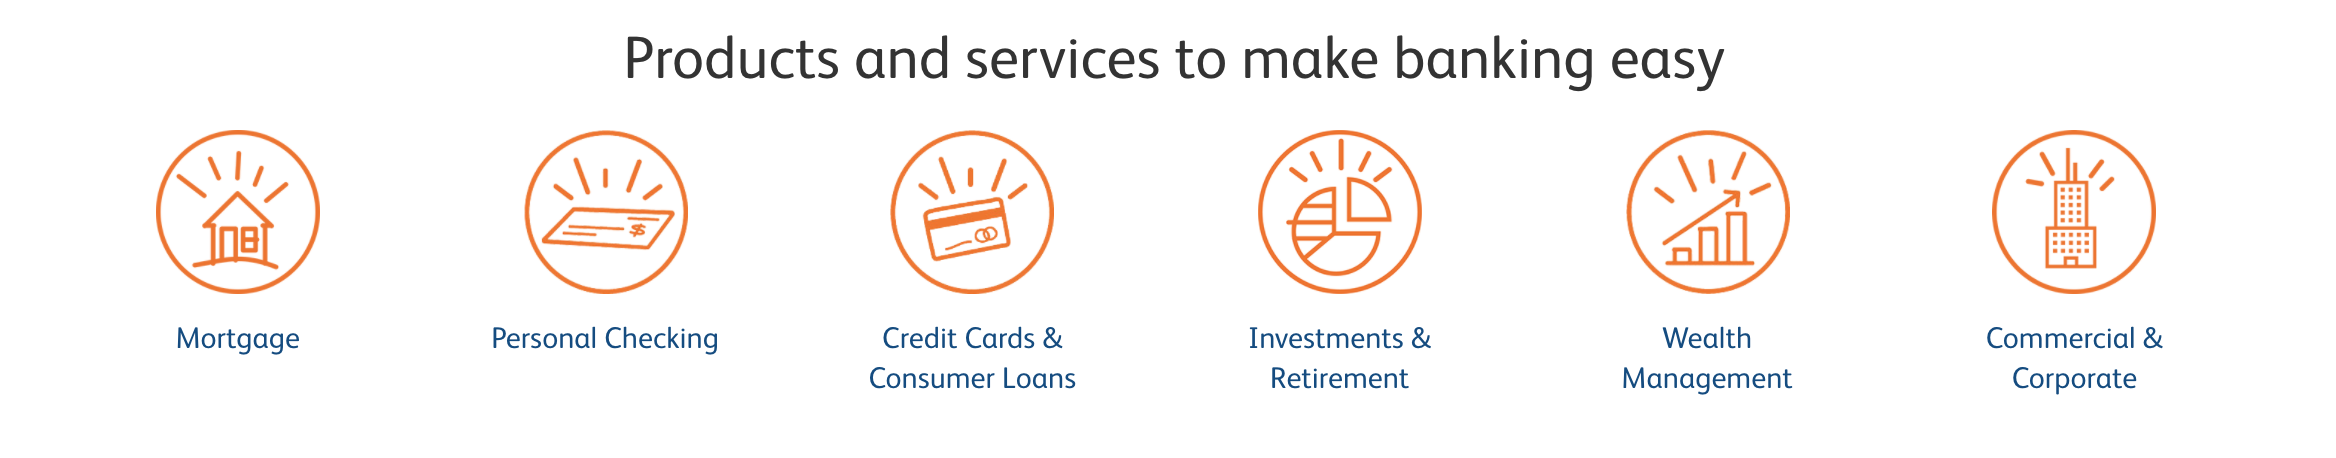 Products and services to make banking easy
Mortgage
Personal Checking
Credit Cards &
Consumer Loans
Investments &
Retirement
Wealth
Management
Commercial &
Corporate